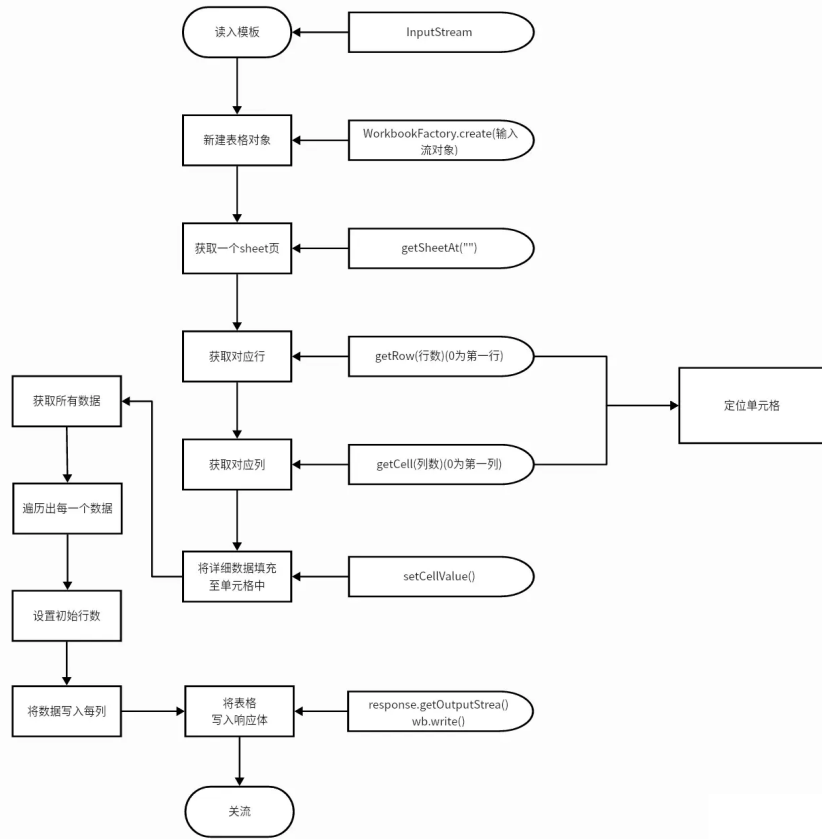 读入模板
InputStream
新建表格对象
WorkbookFactory.create(输入
流对象)
获取一个sheet页
getSheetAt("")
获取对应行
getRow(行数)(0为第一行)
定位单元格
获取所有数据
获取对应列
getCell(列数)(0为第一列)
遍历出每一个数据
将详细数据填充
至单元格中
setCellValue()
设置初始行数
将数据写入每列
将表格
写入响应体
response.getOutputStrea()
wb.write()
关流